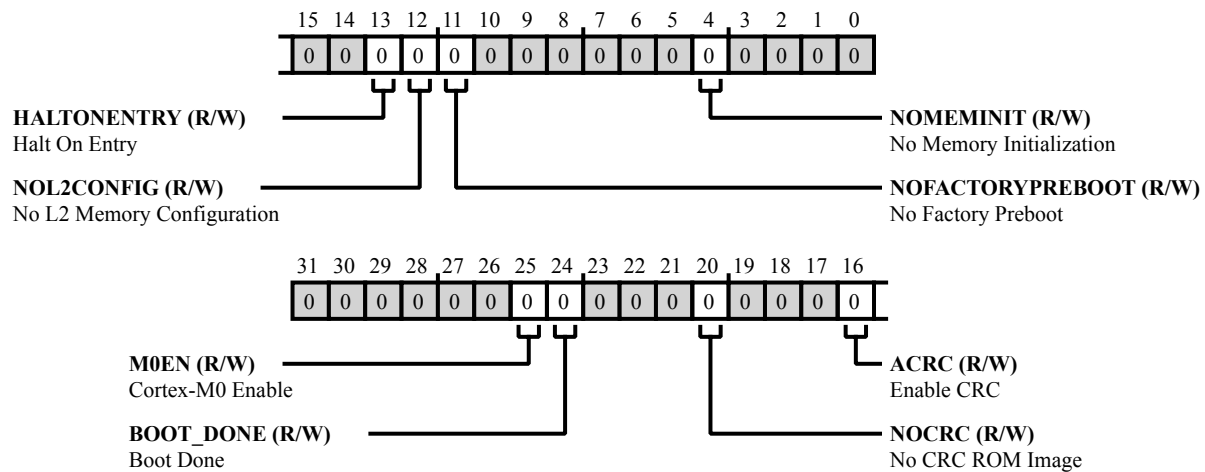 15 14 13 12 11 10 9 8 7 6 5 4 3 2 1 0
0 0 0 0 0 0 0 0 0 0 0 0 0 0 0 0
HALTONENTRY (R/W)
Halt On Entry
NOMEMINIT (R/W)
No Memory Initialization
NOL2CONFIG (R/W)
No L2 Memory Configuration
NOFACTORYPREBOOT (R/W)
No Factory Preboot
31 30 29 28 27 26 25 24 23 22 21 20 19 18 17 16
0 0 0 0 0 0 0 0 0 0 0 0 0 0 0 0
M0EN (R/W)
Cortex-M0 Enable
ACRC (R/W)
Enable CRC
BOOT_DONE (R/W)
Boot Done
NOCRC (R/W)
No CRC ROM Image